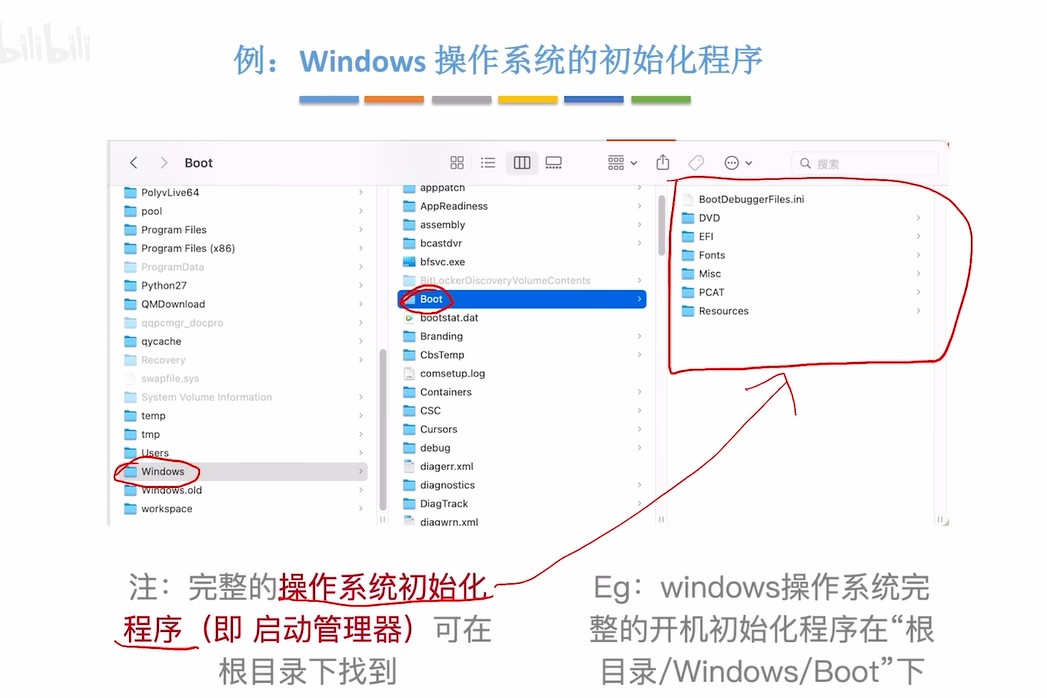 bilibili
例：Windows 操作系统的初始化程序
Boot
搜索
PolyvLive64
pool
Program Files
Program Files (x86)
ProgramData
Python27
QMDownload
qqpcmgr_docpro
qycache
Recovery
swapfile.sys
System Volume Information
temp
tmp
Users
Windows
Windows.old
workspace
apppatch
AppReadiness
assembly
bcastdvr
bfsvc.exe
BitLockerDiscoveryVolumeContents
Boot
bootstat.dat
Branding
CbsTemp
comsetup.log
Containers
CSC
Cursors
debug
diagerr.xml
diagnostics
DiagTrack
diagwrn.xml
BootDebuggerFiles.ini
DVD
EFI
Fonts
Misc
PCAT
Resources
注：完整的操作系统初始化
程序（即 启动管理器）可在
根目录下找到
Eg：windows操作系统完
整的开机初始化程序在“根
目录/Windows/Boot”下